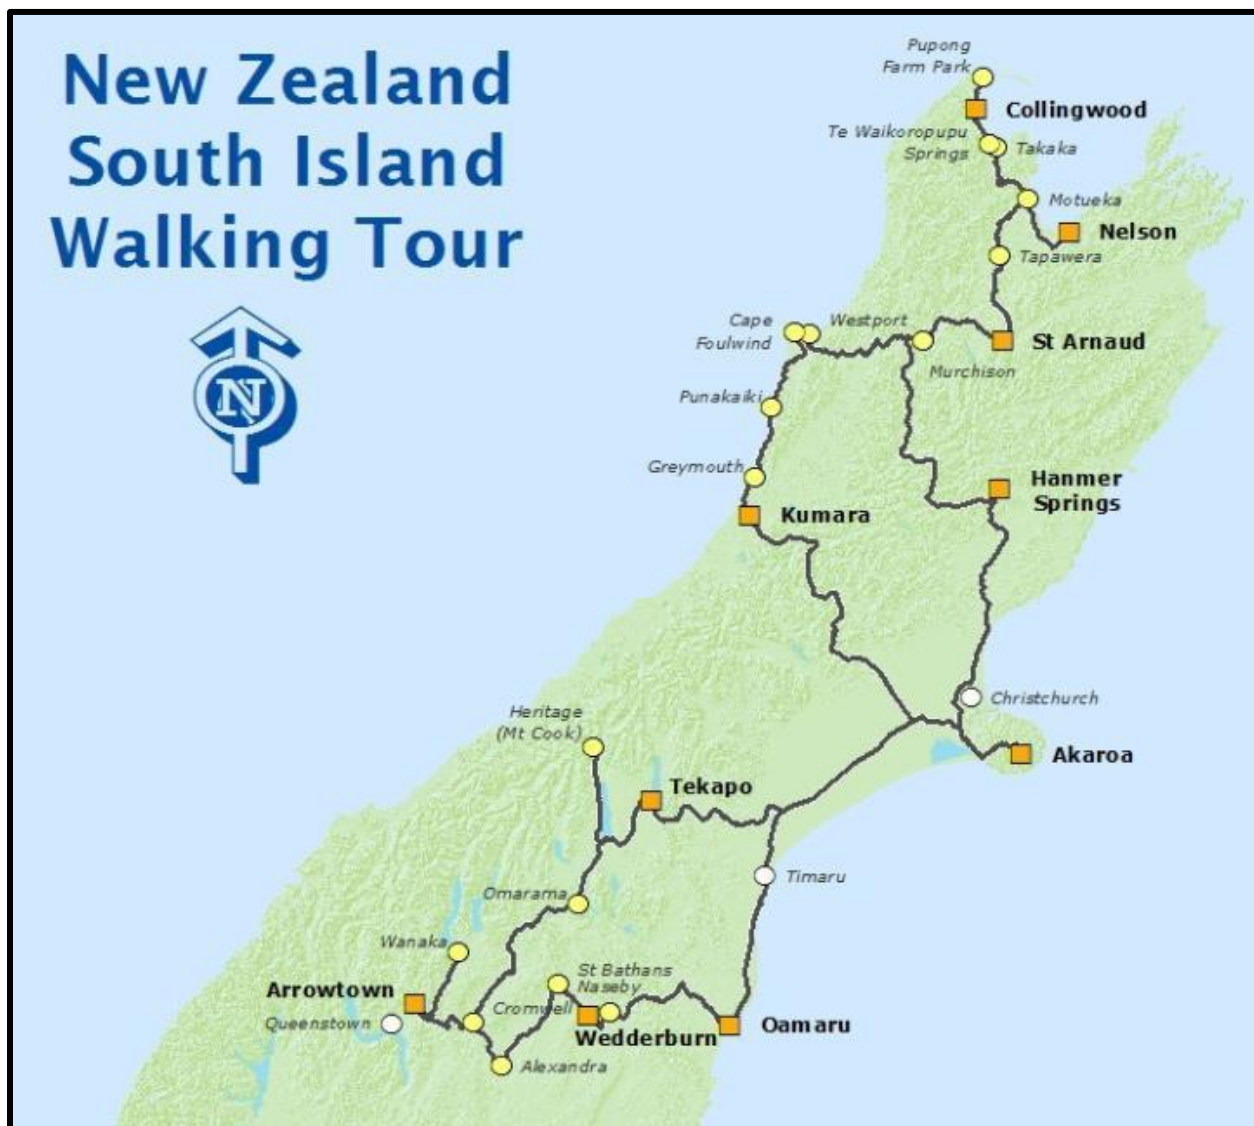 New Zealand
South Island
Walking Tour
N
Pupong
Farm Park
Collingwood
Te Waikoropupu
Springs
Takaka
Motueka
Nelson
Tapawera
Cape
Foulwind
Westport
St Arnaud
Murchison
Punakaiki
Greymouth
Hanmer
Springs
Kumara
Christchurch
Heritage
(Mt Cook)
Akaroa
Tekapo
Timaru
Omarama
Wanaka
St Bathans
Naseby
Arrowtown
Cromwell
Queenstown
Wedderburn
Oamaru
Alexandra